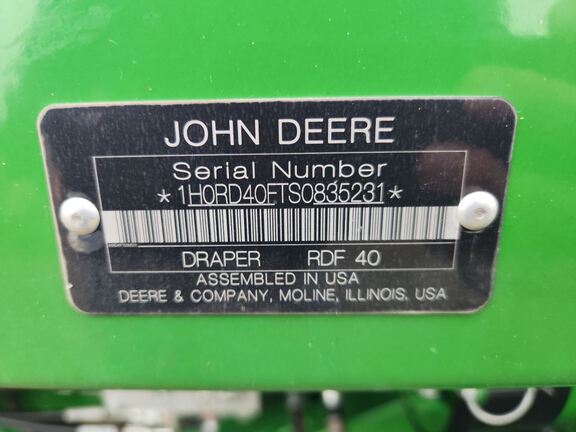 JOHN DEERE
Serial Number
*1H0RD40FTS0835231*
DRAPER RDF 40
ASSEMBLED IN USA
DEERE & COMPANY, MOLINE, ILLINOIS, USA